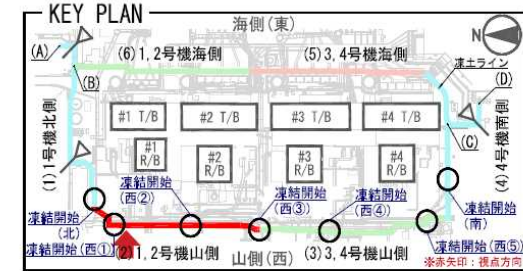 KEY PLAN
海側(東)
N
(A)
(6)1,2号機海側
(5)3,4号機海側
凍土ライン
(B)
(D)
#1 T/B
#2 T/B
#3 T/B
#4 T/B
(C)
(1)1号機北側
(4)4号機南側
#1
R/B
#2
R/B
#3
R/B
#4
R/B
凍結開始
(西②)
凍結開始
(西③)
凍結開始
(西④)
凍結開始
(南)
凍結開始
(北)
凍結開始(西①)
(2)1,2号機山側
山側(西)
(3)3,4号機山側
凍結開始(西⑤)
※赤矢印:視点方向